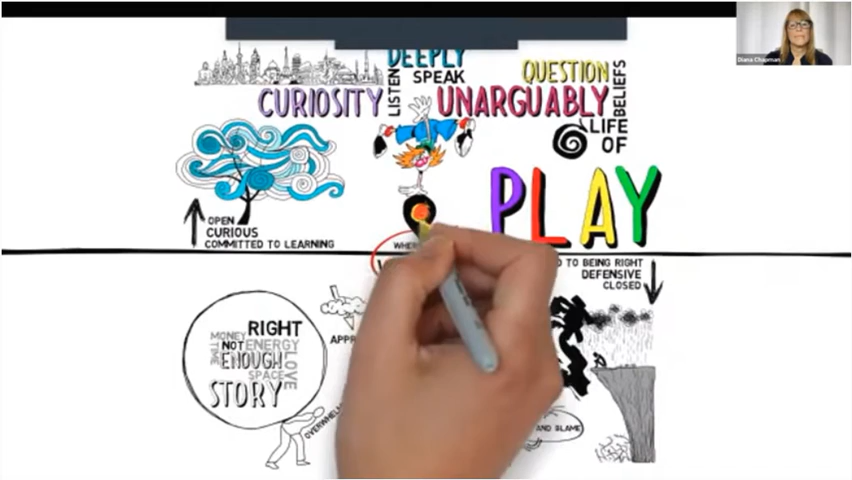 Diana Chapman
DEEPLY
LISTEN
SPEAK
CURIOSITY
UNARGUABLY
QUESTION
BELIEFS
LIFE
OF
PLAY
OPEN
CURIOUS
COMMITTED TO LEARNING
TO BEING RIGHT
DEFENSIVE
CLOSED
RIGHT
MONEY
NOT ENERGY
TIME
ENOUGH
LOVE
SPACE
STORY
AND BLAME